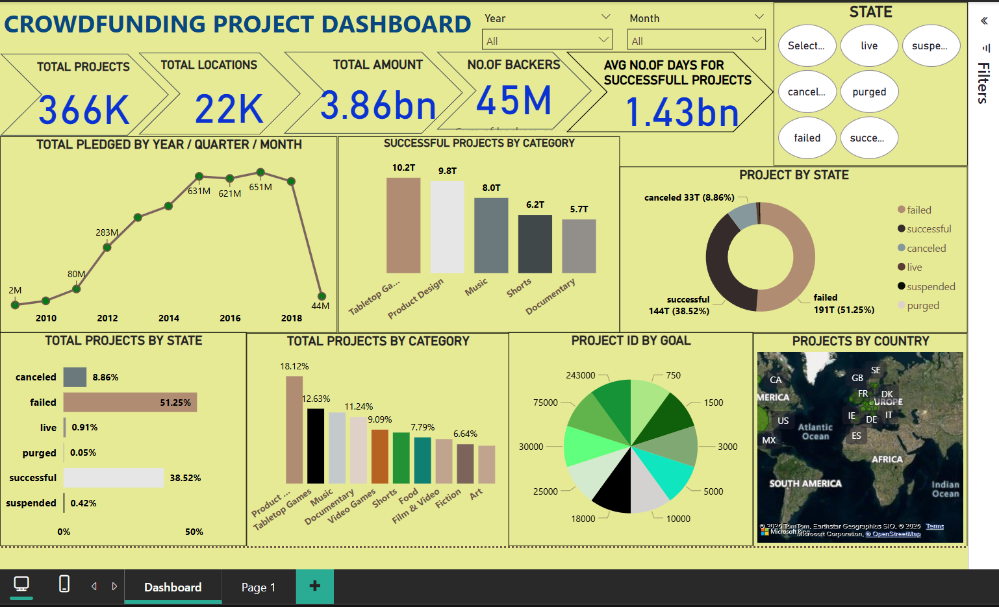 CROWDFUNDING PROJECT DASHBOARD
Year
All
Month
All
STATE
Select...
live
suspe...
cancel...
purged
failed
succe...
Filters
TOTAL PROJECTS
366K
TOTAL LOCATIONS
22K
TOTAL AMOUNT
3.86bn
NO.OF BACKERS
45M
AVG NO.OF DAYS FOR
SUCCESSFULL PROJECTS
1.43bn
TOTAL PLEDGED BY YEAR / QUARTER / MONTH
2M
80M
283M
631M
621M
651M
44M
2010
2012
2014
2016
2018
SUCCESSFUL PROJECTS BY CATEGORY
10.2T
9.8T
8.0T
6.2T
5.7T
Tabletop Ga...
Product Design
Music
Shorts
Documentary
PROJECT BY STATE
canceled 33T (8.86%)
successful
144T (38.52%)
failed
191T (51.25%)
failed
successful
canceled
live
suspended
purged
TOTAL PROJECTS BY STATE
canceled
8.86%
failed
51.25%
live
0.91%
purged
0.05%
successful
38.52%
suspended
0.42%
0%
50%
TOTAL PROJECTS BY CATEGORY
18.12%
12.63%
11.24%
9.09%
7.79%
6.64%
Product ...
Tabletop Games
Music
Documentary
Video Games
Shorts
Food
Film & Video
Fiction
Art
PROJECT ID BY GOAL
243000
750
75000
1500
30000
3000
25000
5000
18000
10000
PROJECTS BY COUNTRY
SE
GB
CA
FR
DK
MERICA
EUROPE
IE
DE
IT
US
Atlantic
Ocean
ES
MX
AFRICA
SOUTH AMERICA
Indian
Ocean
© 2025 TomTom, Earthstar Geographics SIO, © 2025
Terms
Microsoft Bing
Microsoft Corporation, © OpenStreetMap
Dashboard
Page 1